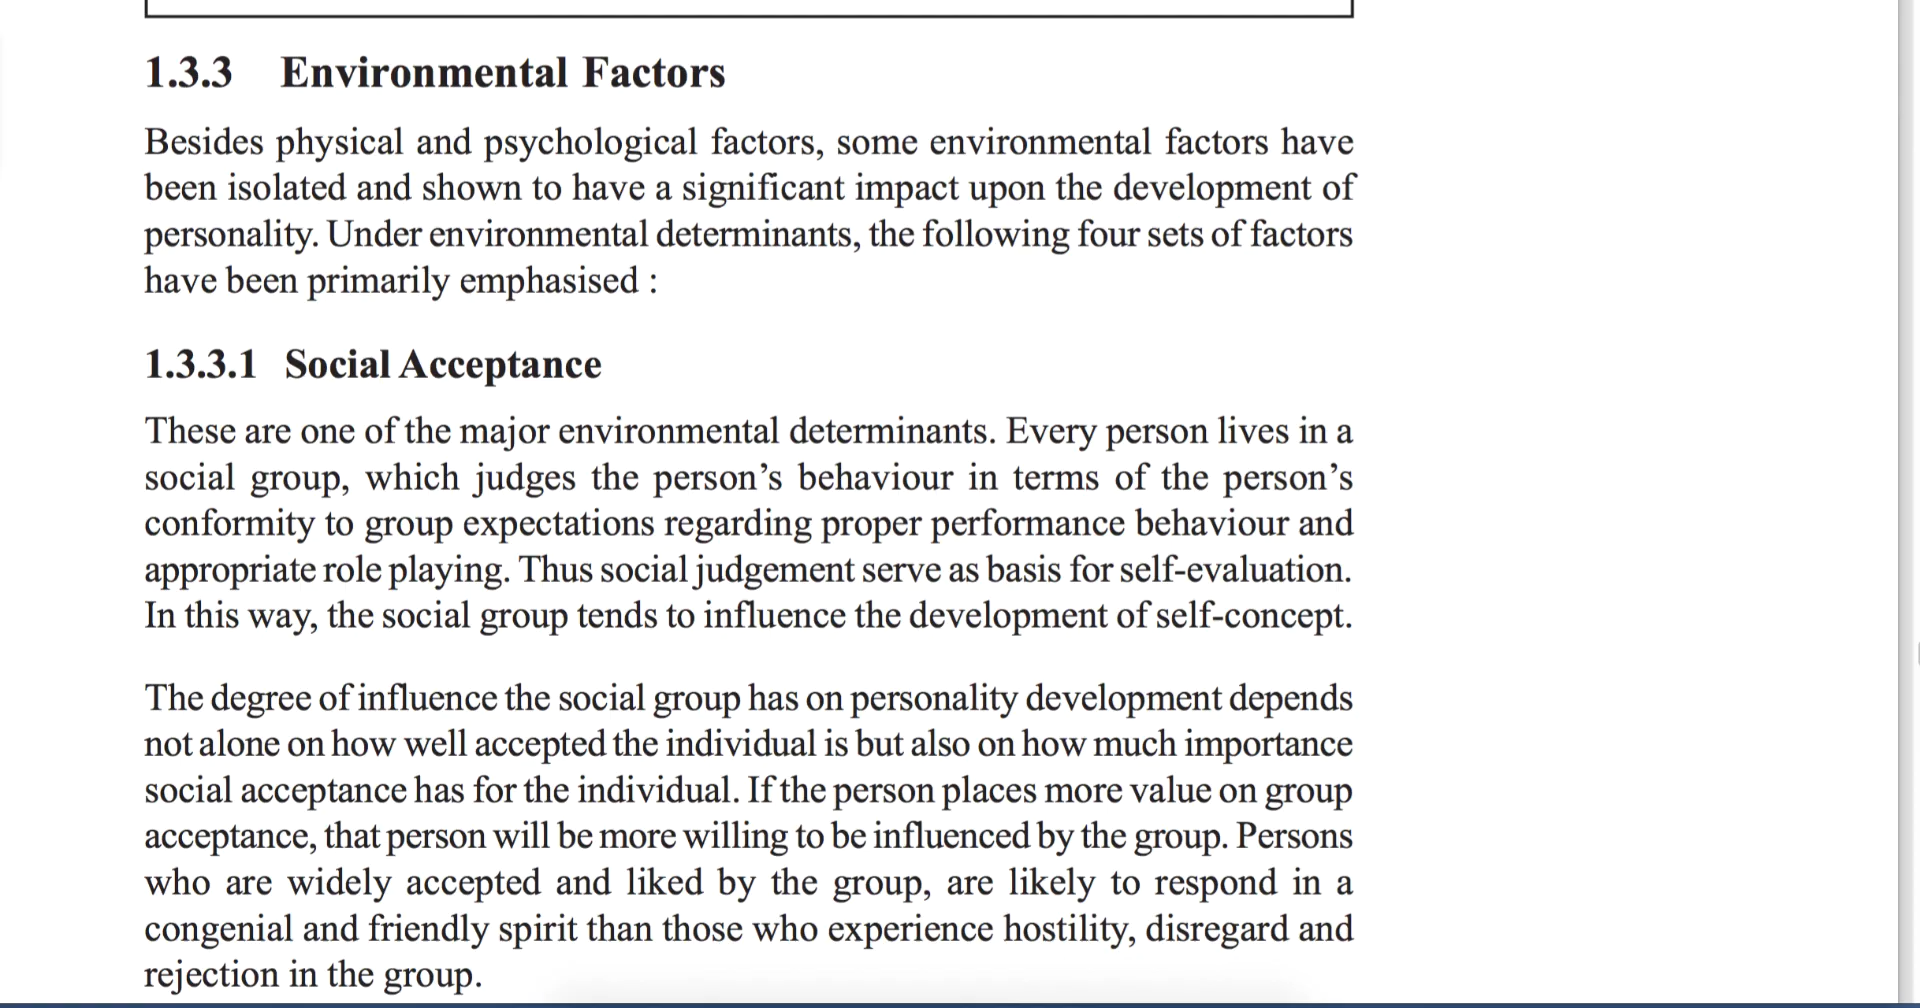 1.3.3 Environmental Factors
Besides physical and psychological factors, some environmental factors have
been isolated and shown to have a significant impact upon the development of
personality. Under environmental determinants, the following four sets of factors
have been primarily emphasised :
1.3.3.1 Social Acceptance
These are one of the major environmental determinants. Every person lives in a
social group, which judges the person’s behaviour in terms of the person’s
conformity to group expectations regarding proper performance behaviour and
appropriate role playing. Thus social judgement serve as basis for self-evaluation.
In this way, the social group tends to influence the development of self-concept.
The degree of influence the social group has on personality development depends
not alone on how well accepted the individual is but also on how much importance
social acceptance has for the individual. If the person places more value on group
acceptance, that person will be more willing to be influenced by the group. Persons
who are widely accepted and liked by the group, are likely to respond in a
congenial and friendly spirit than those who experience hostility, disregard and
rejection in the group.